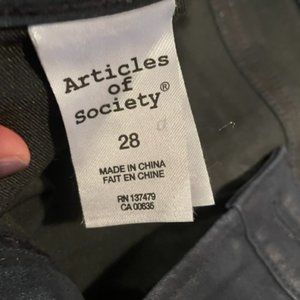 Articles
of
Society®
28
MADE IN CHINA
FAIT EN CHINE
RN 137479
CA 00635